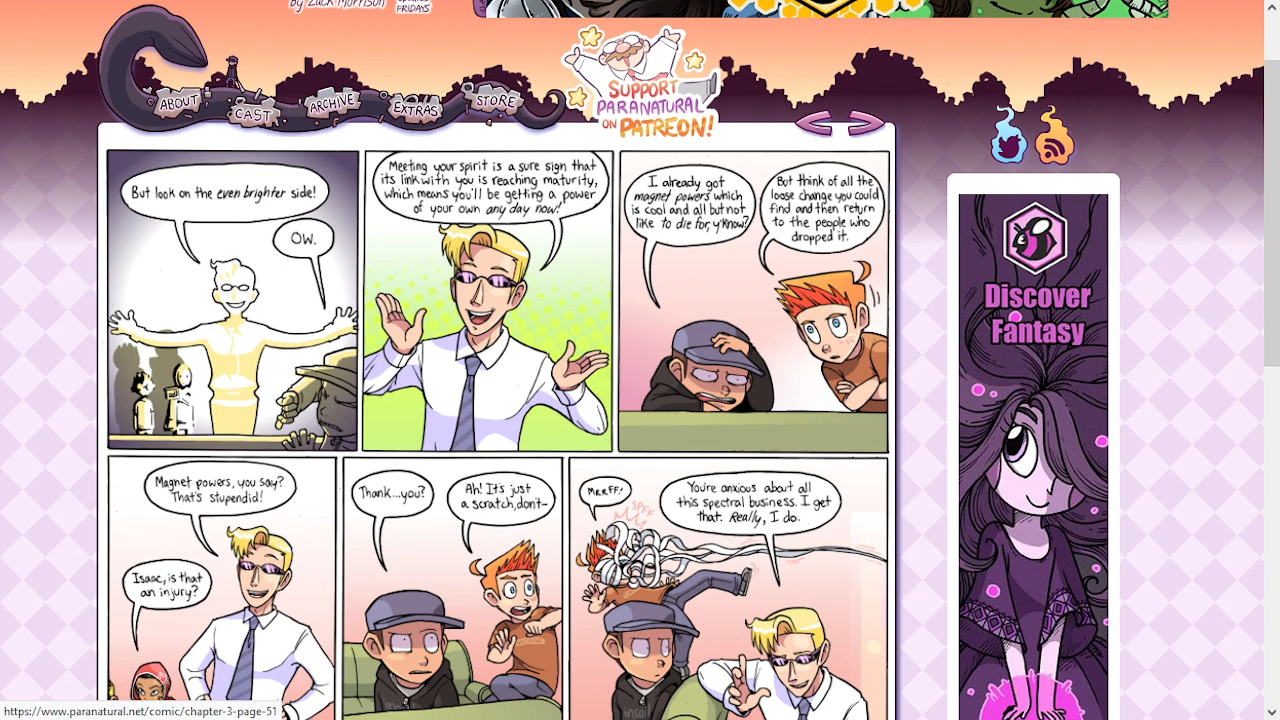 by Zack Morrison
FRIDAYS
SUPPORT
PARANATURAL
ON PATREON!
ABOUT
CAST
ARCHIVE
EXTRAS
STORE
But look on the even brighter side!
OW.
Meeting your spirit is a sure sign that
its link with you is reaching maturity,
which means you'll be getting a power
of your own any day now!
I already got
magnet powers which
is cool and all but not
like to die for, y'know?
But think of all the
loose change you could
find and then return
to the people who
dropped it.
Discover
Fantasy
Magnet powers, you say?
That's stupendid!
Isaac, is that
an injury?
Thank...you?
Ah! It's just
a scratch, don't-
MRRFF!
SPFF
You're anxious about all
this spectral business. I get
that. Really, I do.
https://www.paranatural.net/comic/chapter-3-page-51